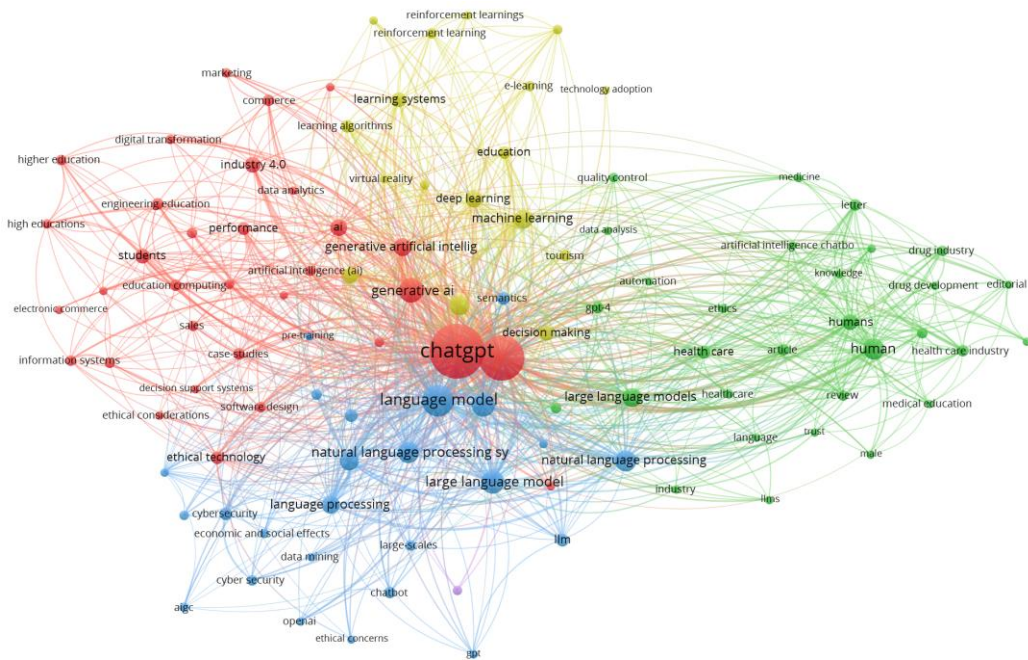 reinforcement learnings
reinforcement learning
marketing
e-learning
technology adoption
commerce
learning systems
learning algorithms
digital transformation
education
higher education
industry 4.0
virtual reality
quality control
medicine
data analytics
deep learning
engineering education
letter
high educations
performance
ai
machine learning
data analysis
generative artificial intellig
artificial intelligence chatbo
drug industry
students
tourism
artificial intelligence (ai)
knowledge
automation
education computing
generative ai
semantics
drug development
editorial
electronic commerce
gpt-4
ethics
sales
humans
pre-training
decision making
chatgpt
human
information systems
case-studies
health care
article
health care industry
decision support systems
healthcare
review
language model
large language models
ethical considerations
software design
medical education
language
trust
natural language processing sy
ethical technology
natural language processing
male
large language model
industry
llms
language processing
cybersecurity
economic and social effects
llm
large-scales
data mining
cyber security
chatbot
aigc
openai
ethical concerns
gpt